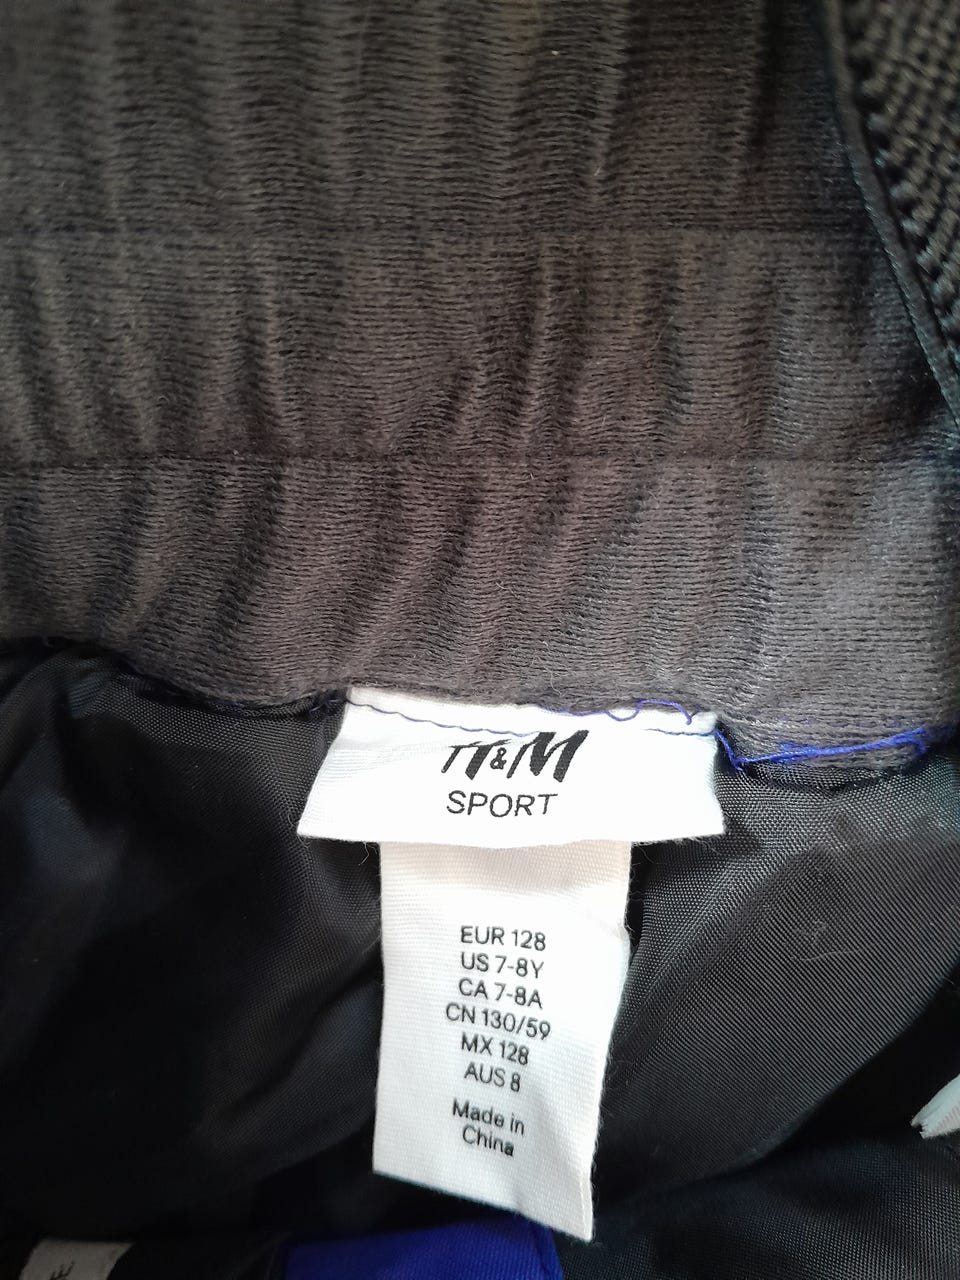 H&M
SPORT
EUR 128
US 7-8Y
CA 7-8A
CN 130/59
MX 128
AUS 8
Made in
China